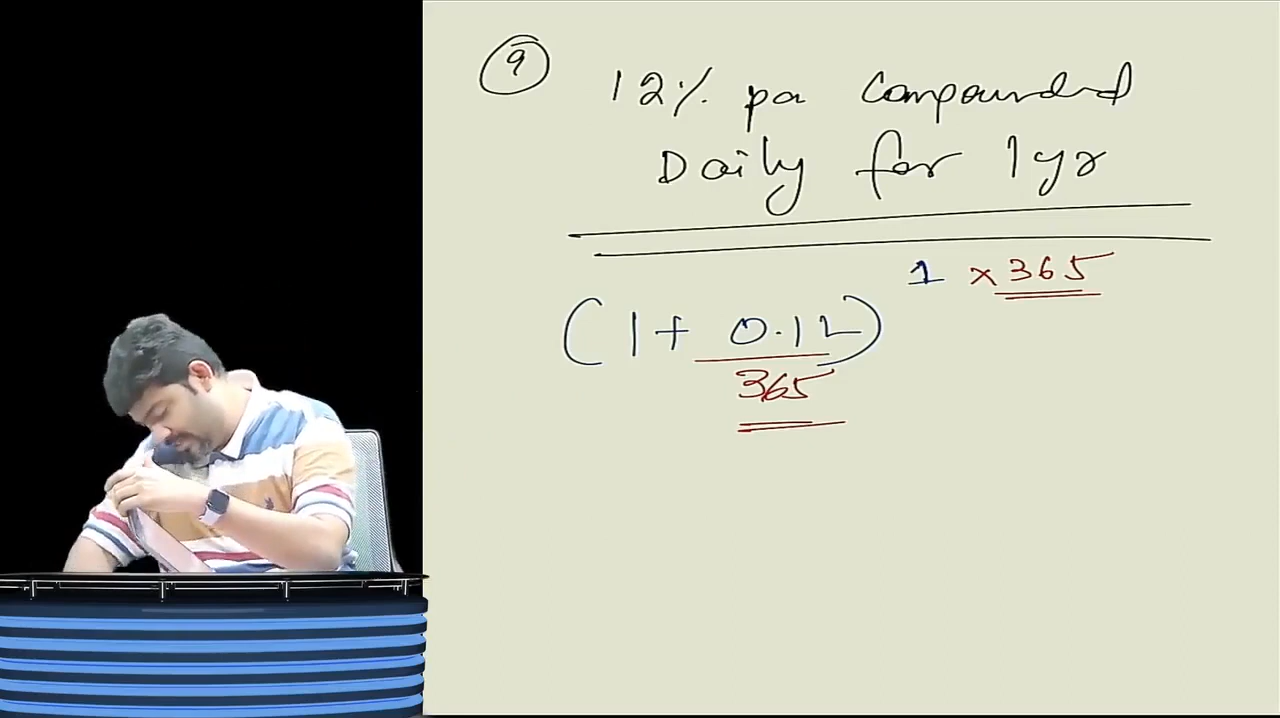 9
12% pa Compounded
Daily for 1yr
(1 + 0.12/365)^1 × 365